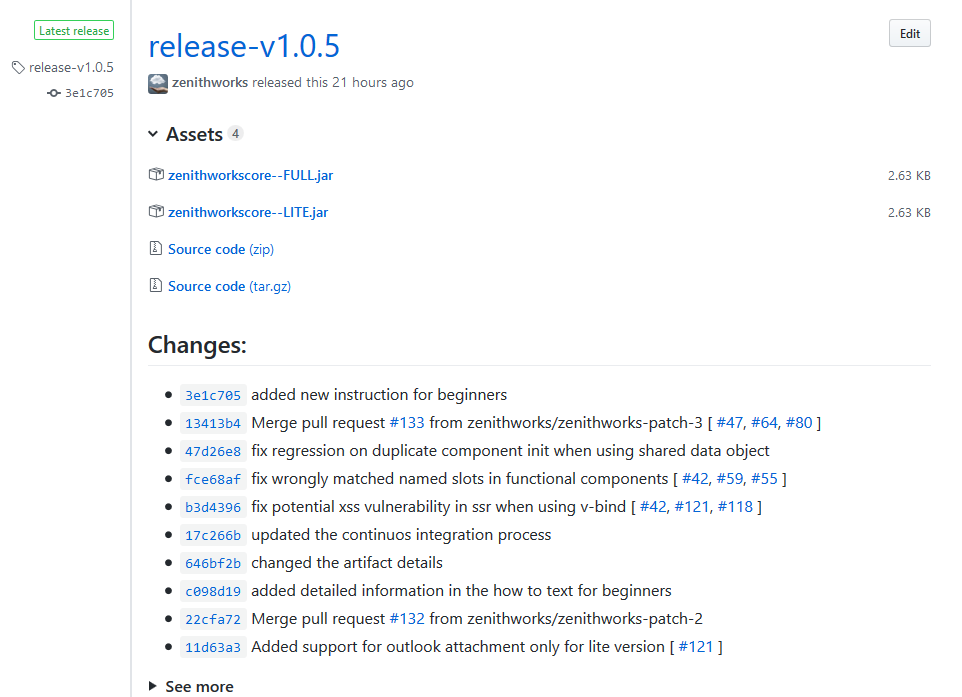 Latest release
release-v1.0.5
3e1c705
release-v1.0.5
Edit
zenithworks released this 21 hours ago
Assets 4
zenithworkscore--FULL.jar 2.63 KB
zenithworkscore--LITE.jar 2.63 KB
Source code (zip)
Source code (tar.gz)
Changes:
3e1c705 added new instruction for beginners
13413b4 Merge pull request #133 from zenithworks/zenithworks-patch-3 [ #47, #64, #80 ]
47d26e8 fix regression on duplicate component init when using shared data object
fce68af fix wrongly matched named slots in functional components [ #42, #59, #55 ]
b3d4396 fix potential xss vulnerability in ssr when using v-bind [ #42, #121, #118 ]
17c266b updated the continuos integration process
646bf2b changed the artifact details
c098d19 added detailed information in the how to text for beginners
22cfa72 Merge pull request #132 from zenithworks/zenithworks-patch-2
11d63a3 Added support for outlook attachment only for lite version [ #121 ]
See more